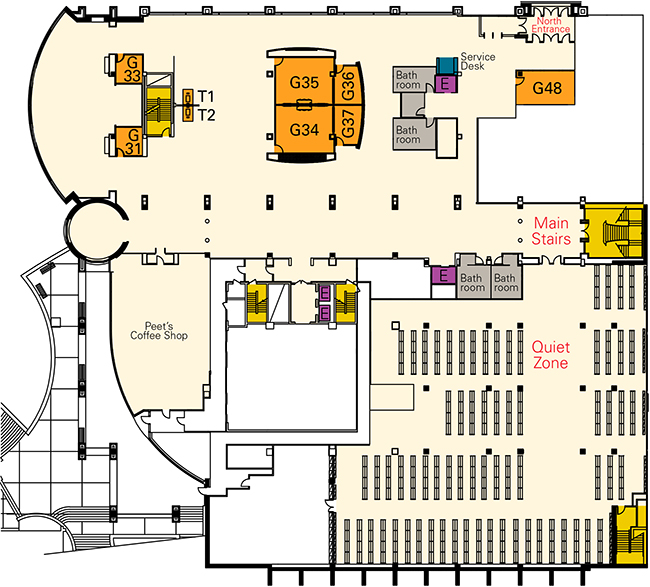 North
Entrance
Service
Desk
G
33
G35
G36
Bath
room
E
G48
T1
T2
G34
G37
G
31
Bath
room
Main
Stairs
E
Bath
room
Bath
room
E
E
Peet's
Coffee Shop
Quiet
Zone